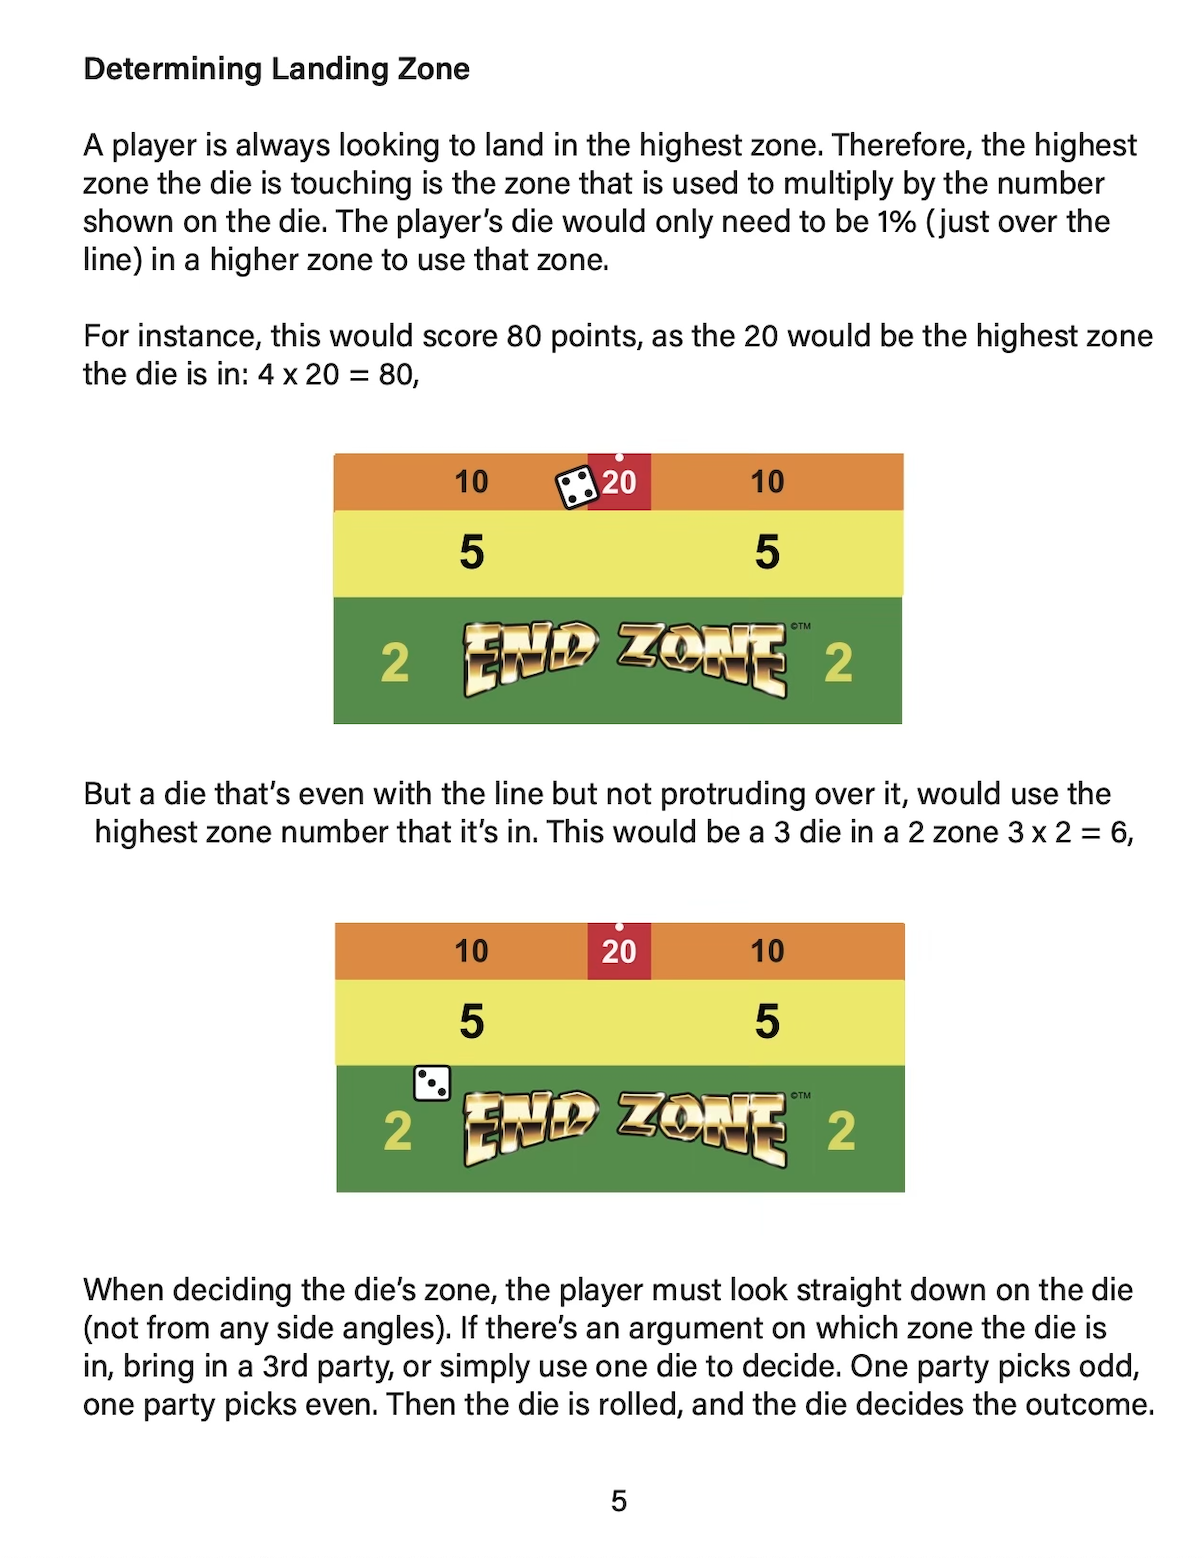 Determining Landing Zone
A player is always looking to land in the highest zone. Therefore, the highest
zone the die is touching is the zone that is used to multiply by the number
shown on the die. The player’s die would only need to be 1% (just over the
line) in a higher zone to use that zone.
For instance, this would score 80 points, as the 20 would be the highest zone
the die is in: 4 x 20 = 80,
10 20 10
5 5
2 END ZONE ©™ 2
But a die that’s even with the line but not protruding over it, would use the
highest zone number that it’s in. This would be a 3 die in a 2 zone 3 x 2 = 6,
10 20 10
5 5
2 END ZONE ©™ 2
When deciding the die’s zone, the player must look straight down on the die
(not from any side angles). If there’s an argument on which zone the die is
in, bring in a 3rd party, or simply use one die to decide. One party picks odd,
one party picks even. Then the die is rolled, and the die decides the outcome.
5